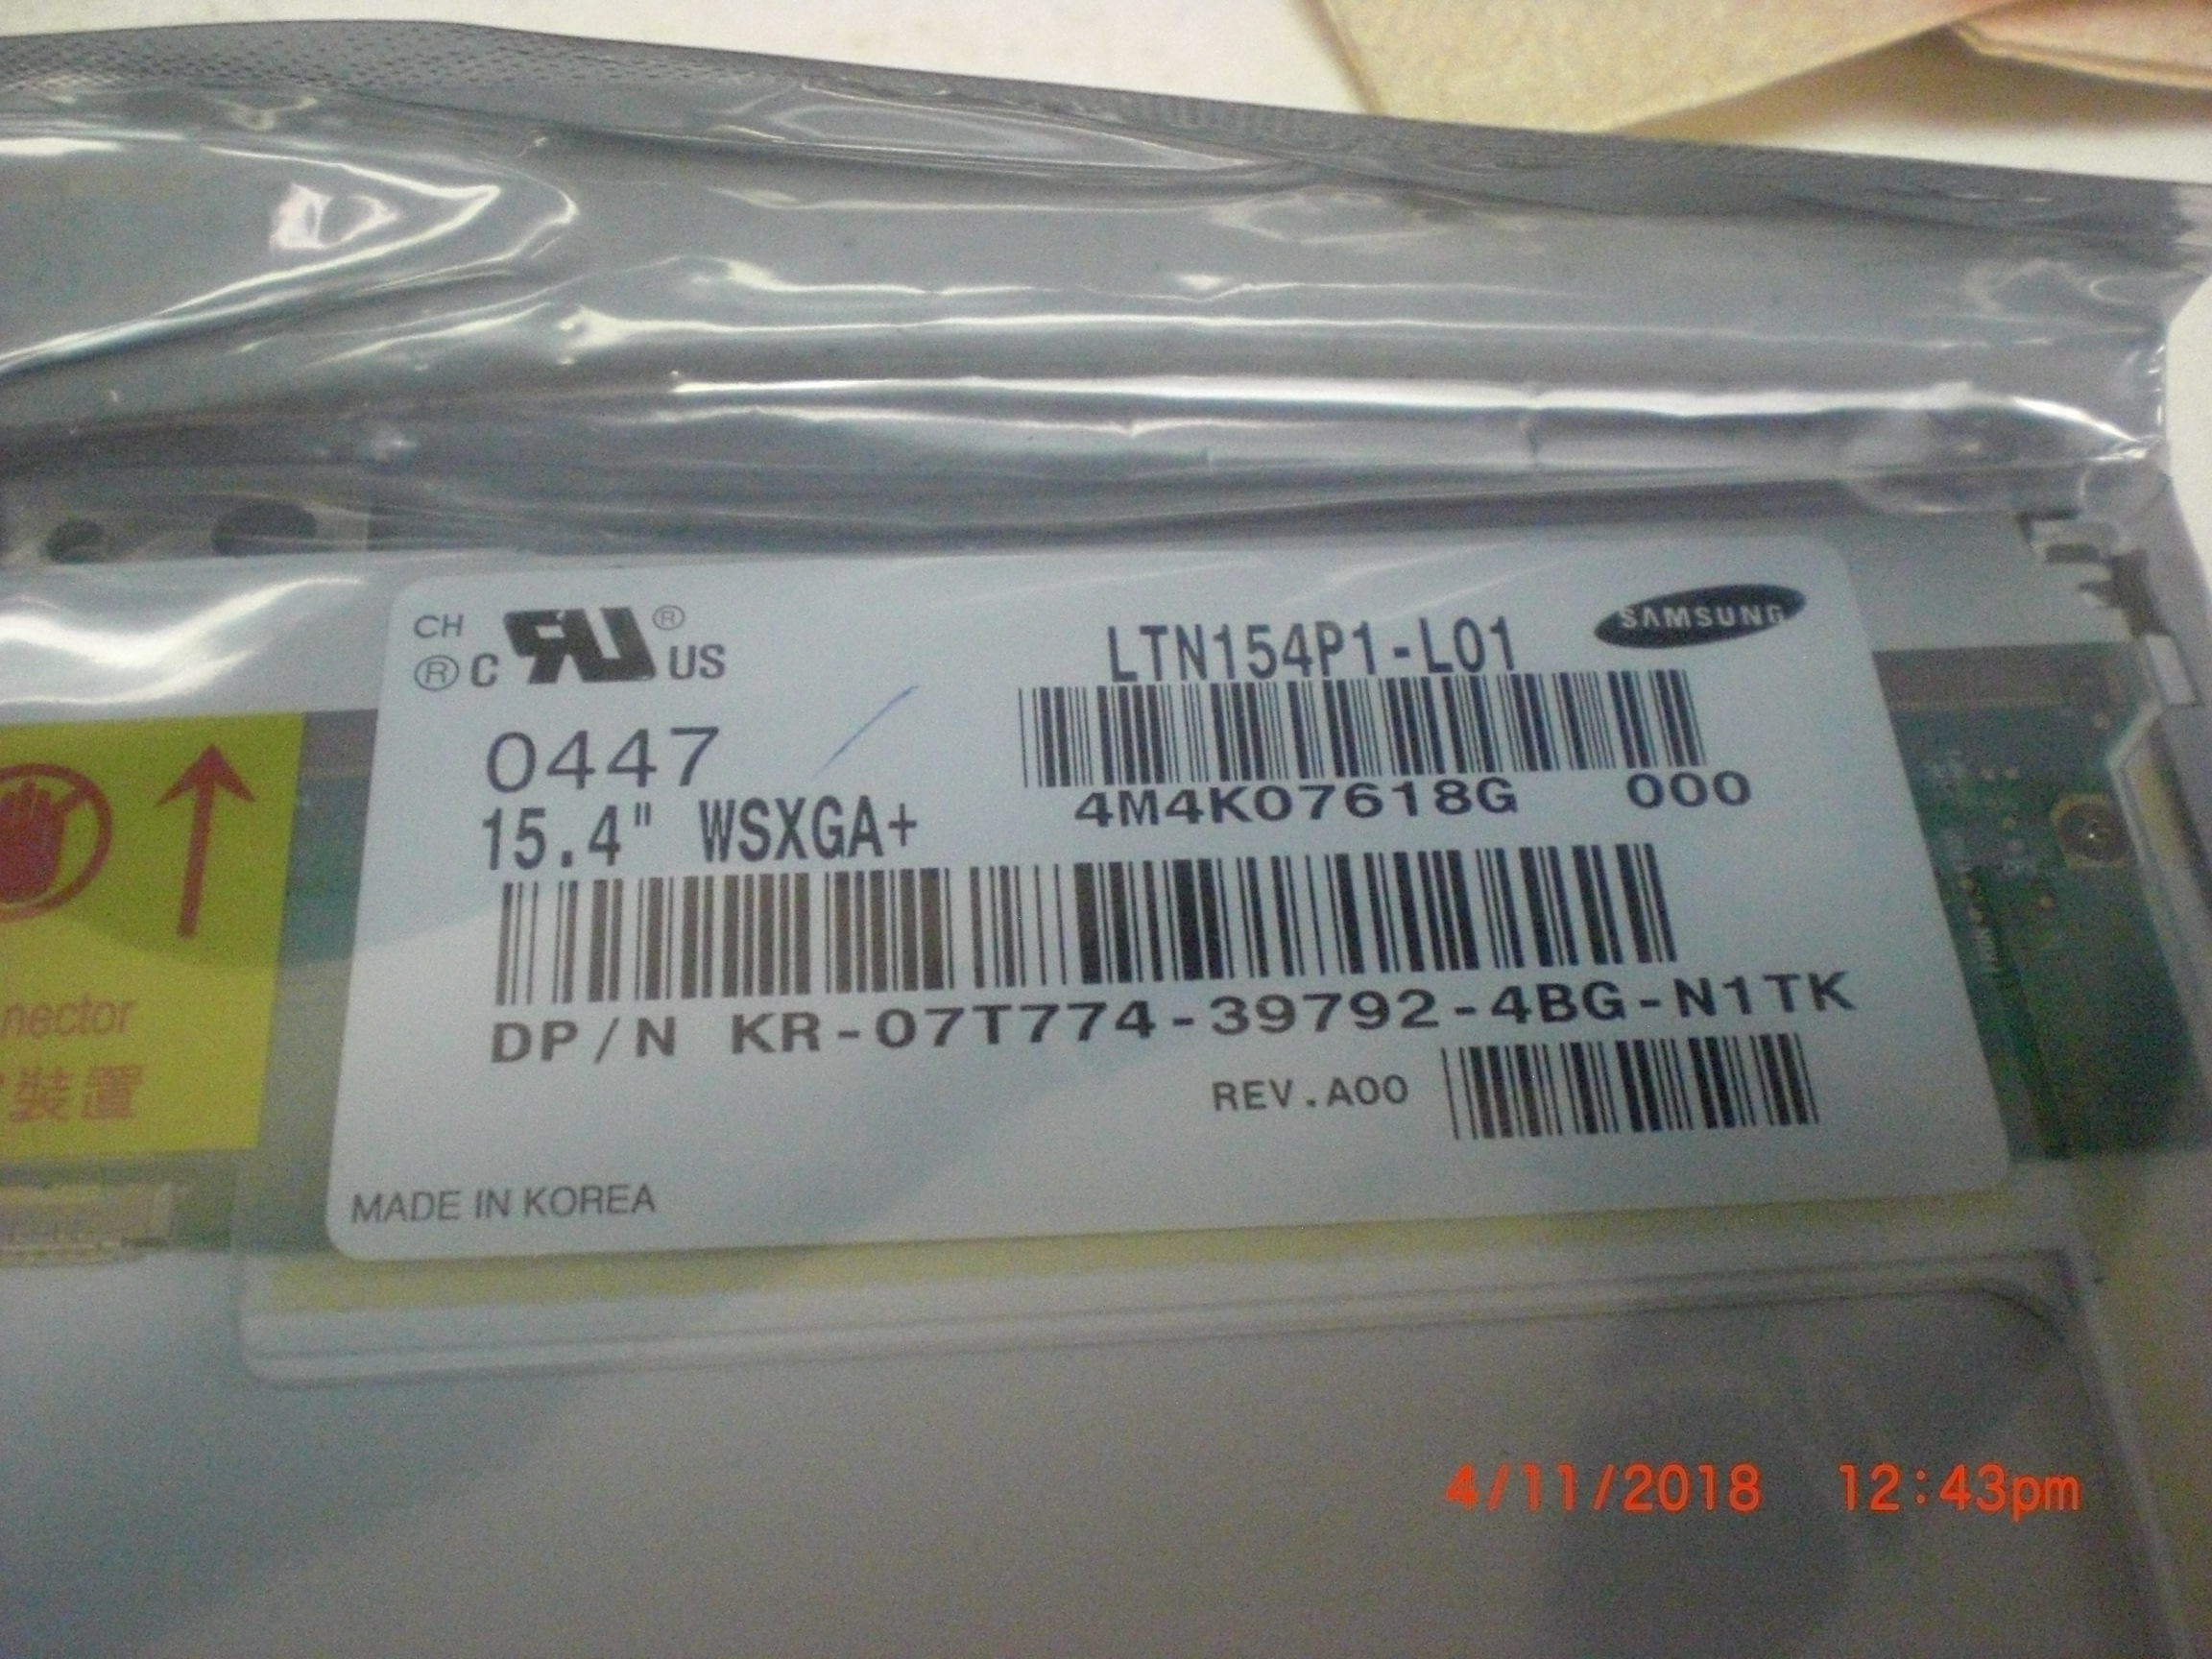 CH
® C RU ® US
LTN154P1-L01
SAMSUNG
0447
4M4K07618G 000
15.4" WSXGA+
DP/N KR-07T774-39792-4BG-N1TK
REV.A00
MADE IN KOREA
nector
裝置
4/11/2018 12:43pm